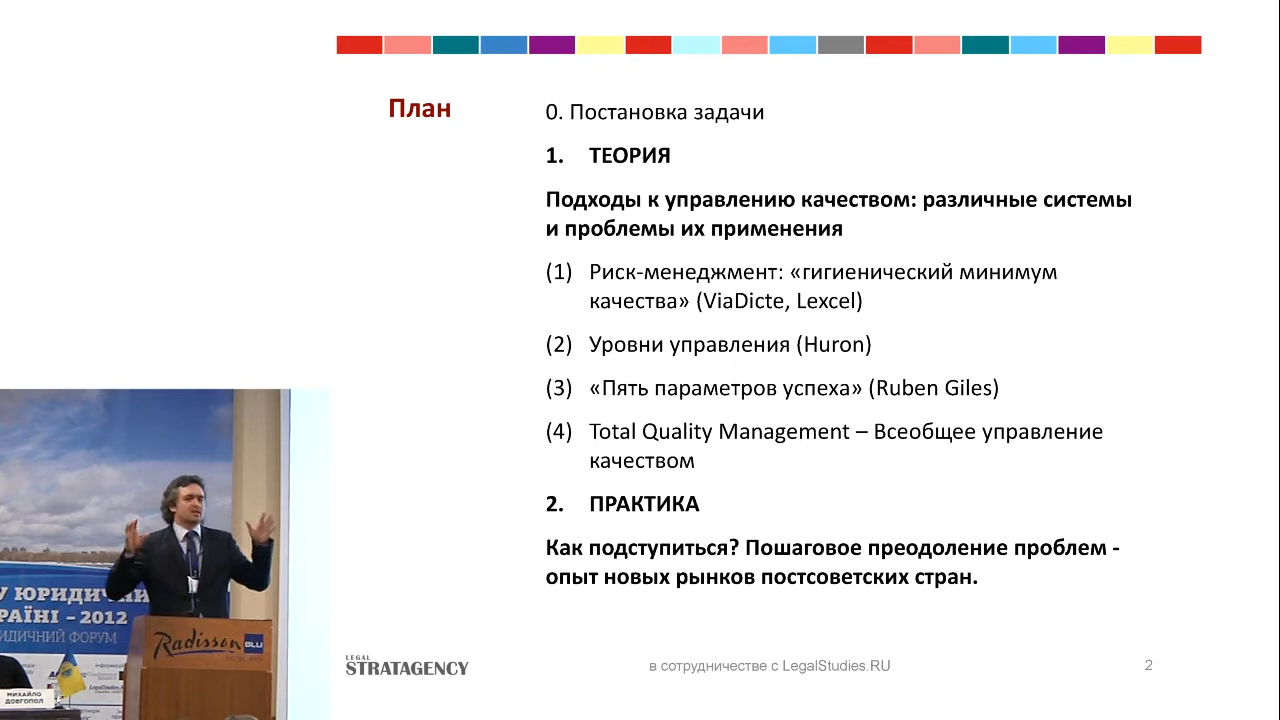 План
0. Постановка задачи
1. ТЕОРИЯ
Подходы к управлению качеством: различные системы
и проблемы их применения
(1) Риск-менеджмент: «гигиенический минимум
качества» (ViaDicte, Lexcel)
(2) Уровни управления (Huron)
(3) «Пять параметров успеха» (Ruben Giles)
(4) Total Quality Management – Всеобщее управление
качеством
2. ПРАКТИКА
Как подступиться? Пошаговое преодоление проблем -
опыт новых рынков постсоветских стран.
LEGAL
STRATAGENCY
в сотрудничестве с LegalStudies.RU
2
У ЮРИДИЧНИ
РАЇНІ – 2012
ИДИЧНИЙ ФОРУМ
Radisson BLU
МИХАЙЛО
ДОВГОПОЛ